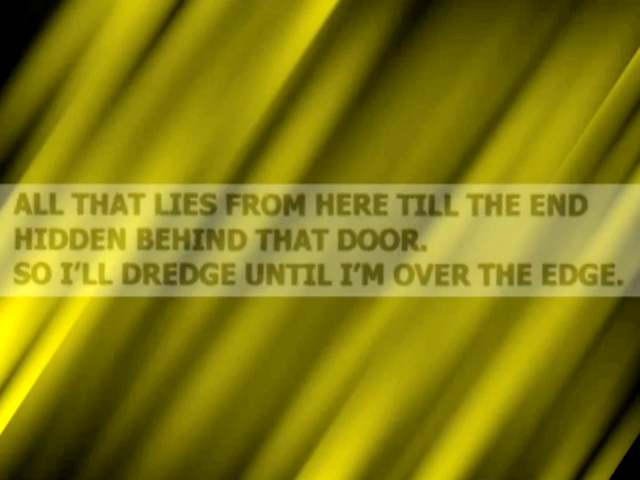 ALL THAT LIES FROM HERE TILL THE END
HIDDEN BEHIND THAT DOOR.
SO I'LL DREDGE UNTIL I'M OVER THE EDGE.